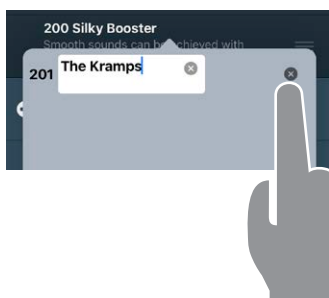 200 Silky Booster
Smooth sounds can be achieved with
201 The Kramps